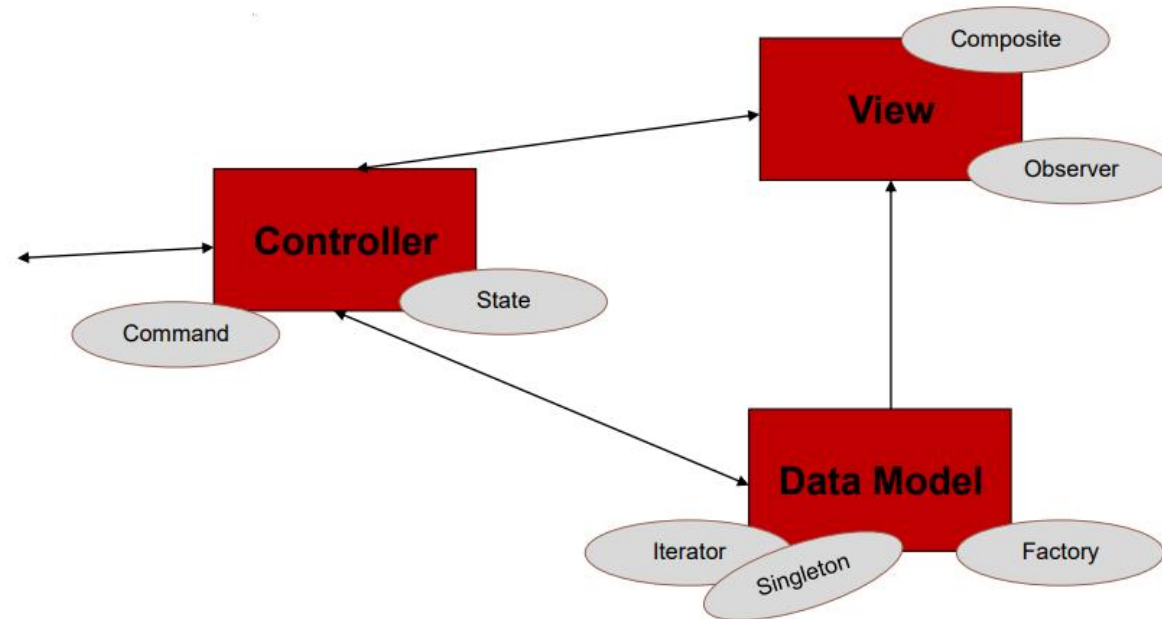 Composite
View
Observer
Controller
State
Command
Data Model
Iterator
Singleton
Factory